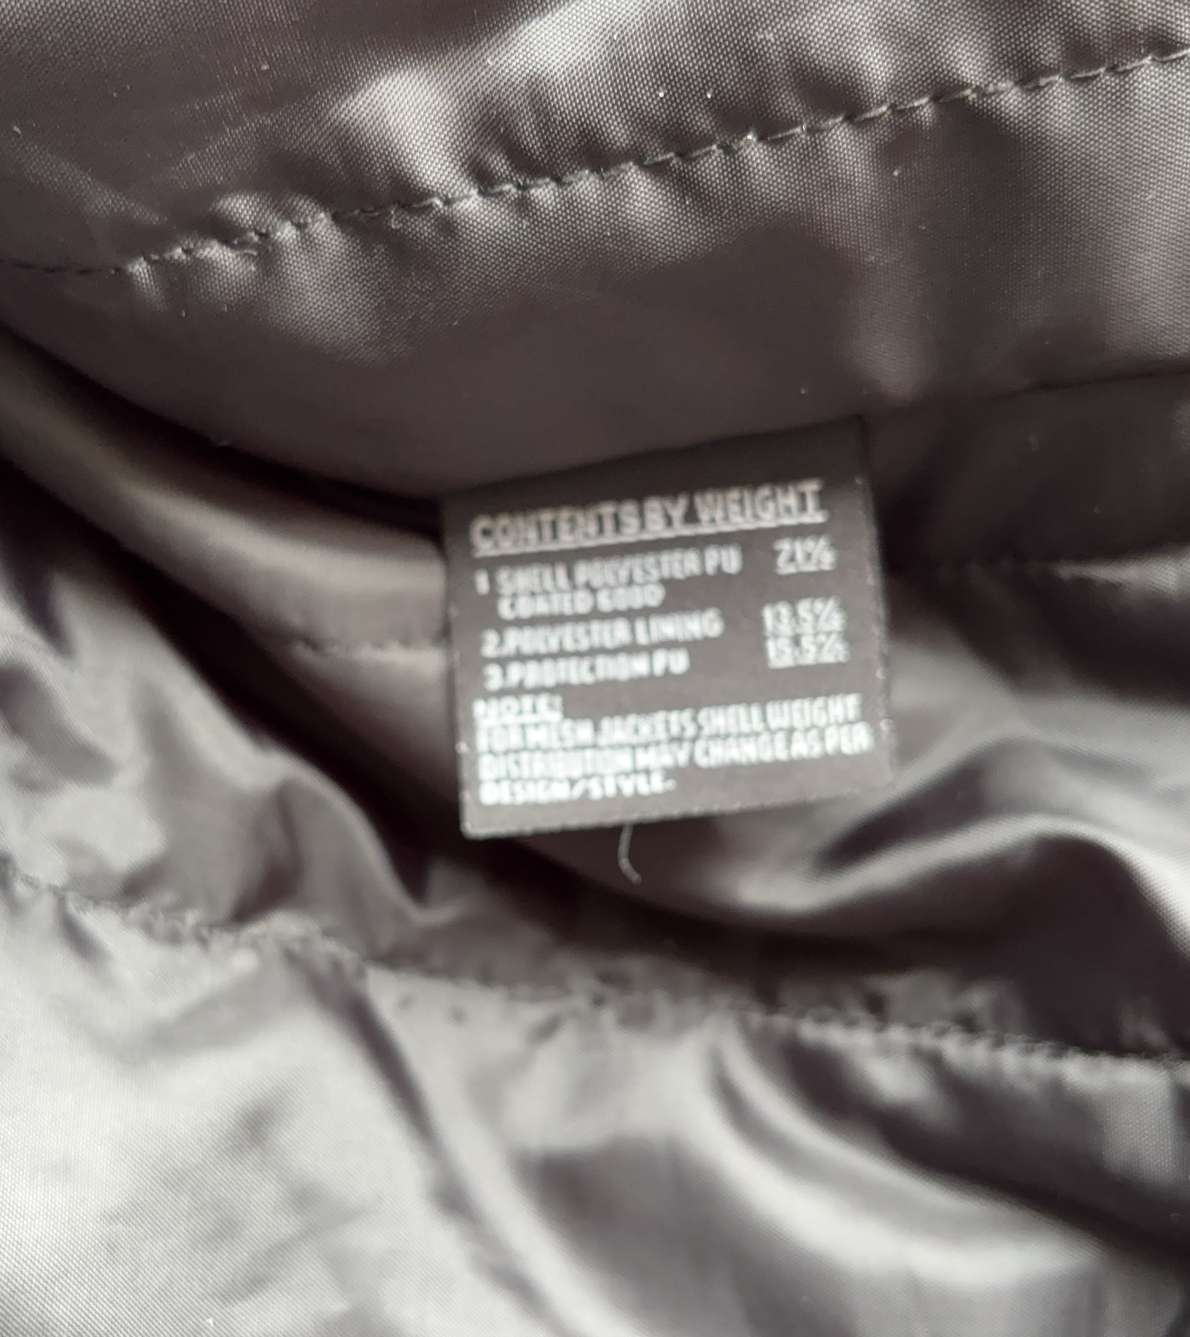 CONTENTS BY WEIGHT
1 SHELL POLYESTER PU 71%
COATED GOOD
2.POLYESTER LINING 13.5%
3.PROTECTION PU 15.5%
NOTE:
FOR MESH JACKETS SHELL WEIGHT
DISTRIBUTION MAY CHANGE AS PER
DESIGN/STYLE.